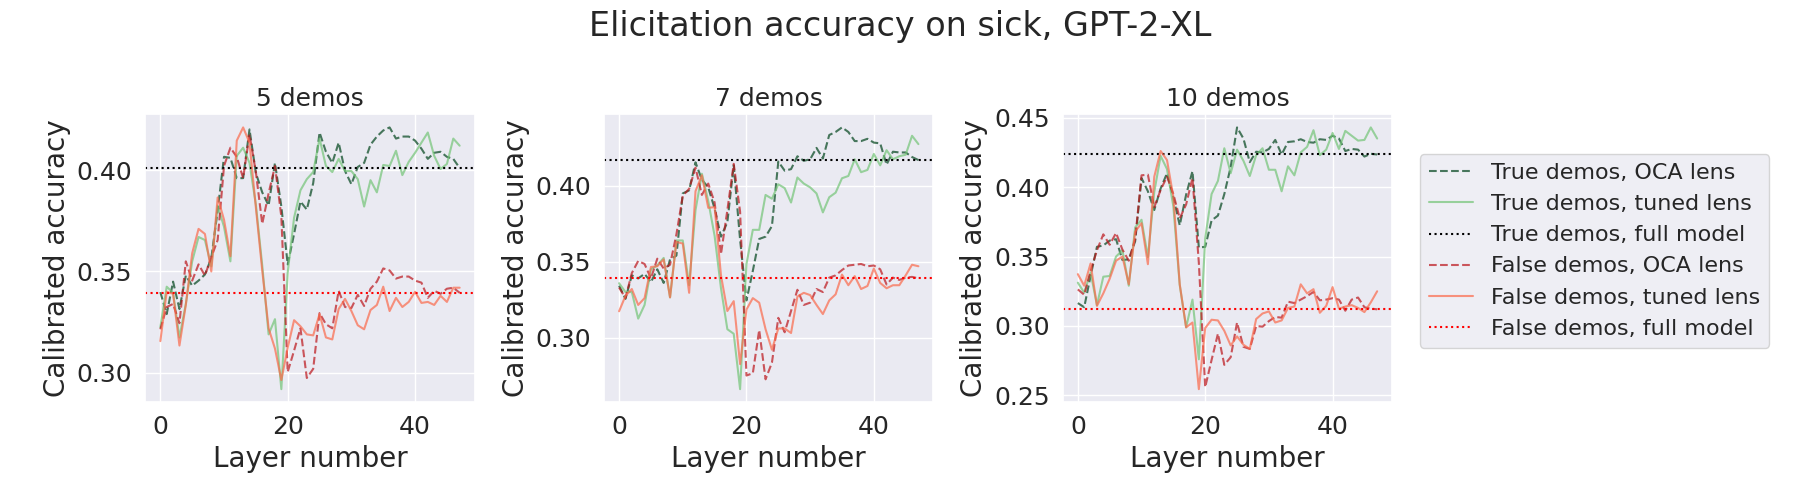 Elicitation accuracy on sick, GPT-2-XL
5 demos
Calibrated accuracy
0.40
0.35
0.30
0
20
40
Layer number
7 demos
Calibrated accuracy
0.40
0.35
0.30
0
20
40
Layer number
10 demos
Calibrated accuracy
0.45
0.40
0.35
0.30
0.25
0
20
40
Layer number
True demos, OCA lens
True demos, tuned lens
True demos, full model
False demos, OCA lens
False demos, tuned lens
False demos, full model